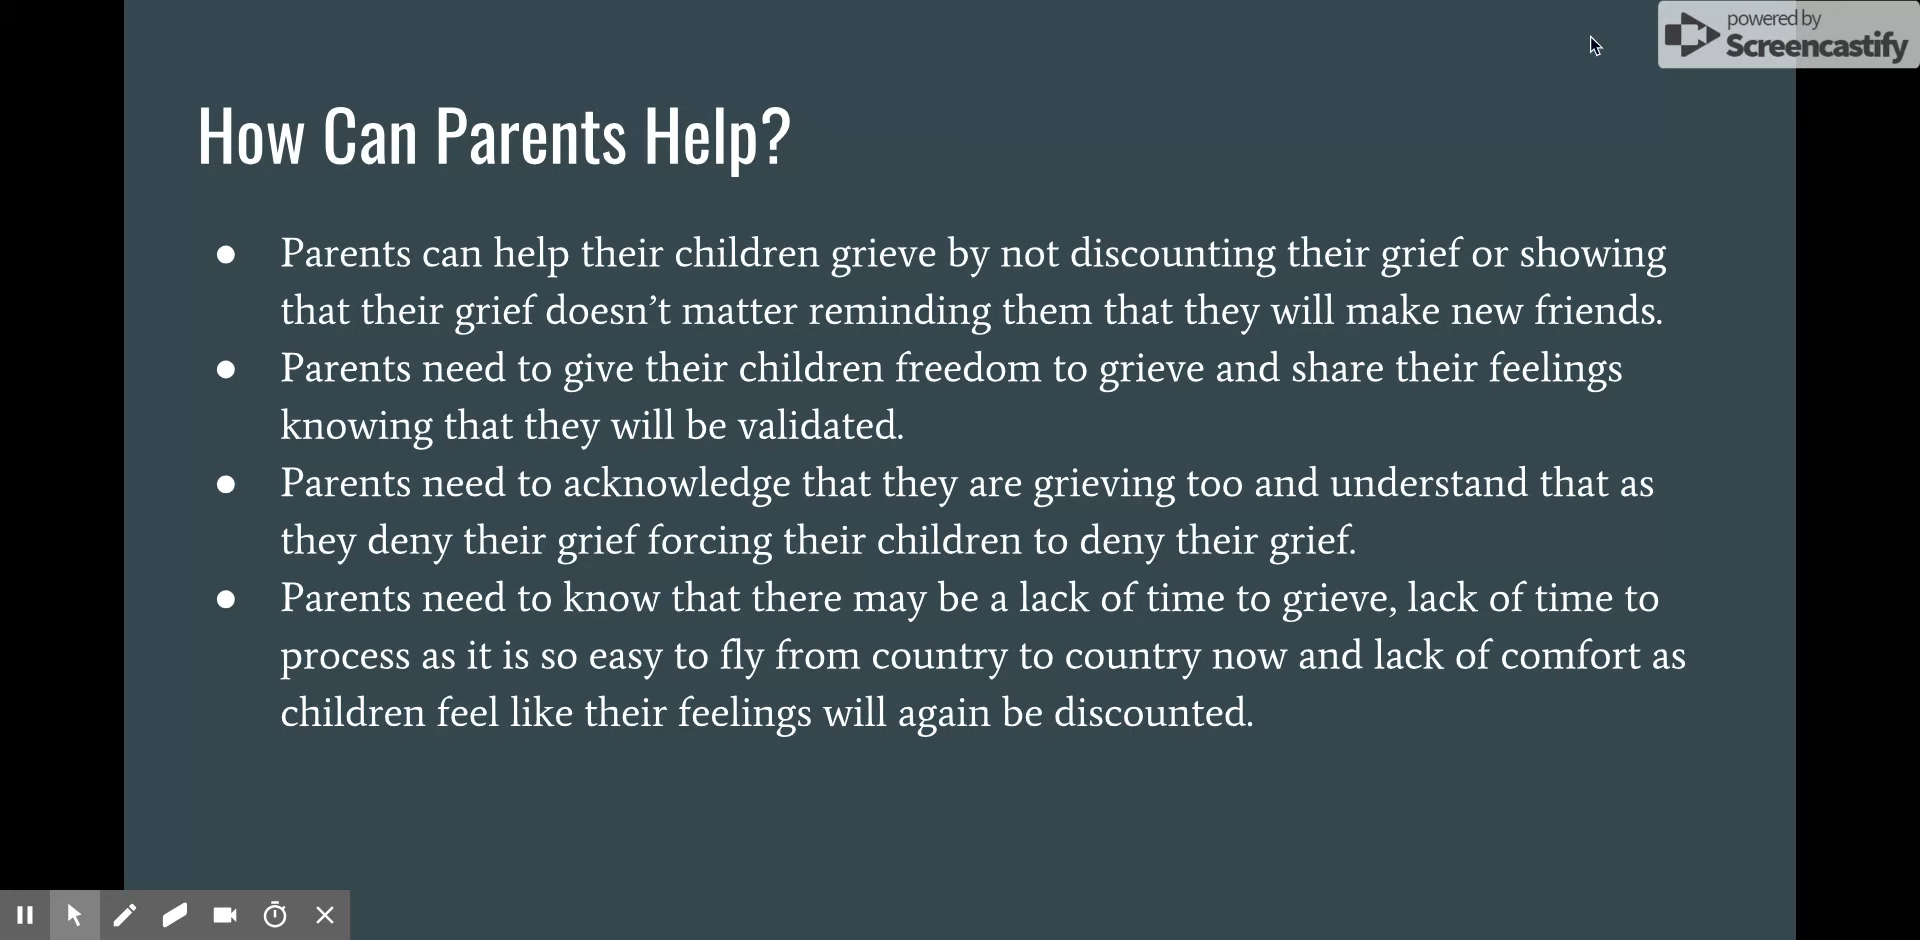 powered by
Screencastify
How Can Parents Help?
● Parents can help their children grieve by not discounting their grief or showing
that their grief doesn’t matter reminding them that they will make new friends.
● Parents need to give their children freedom to grieve and share their feelings
knowing that they will be validated.
● Parents need to acknowledge that they are grieving too and understand that as
they deny their grief forcing their children to deny their grief.
● Parents need to know that there may be a lack of time to grieve, lack of time to
process as it is so easy to fly from country to country now and lack of comfort as
children feel like their feelings will again be discounted.